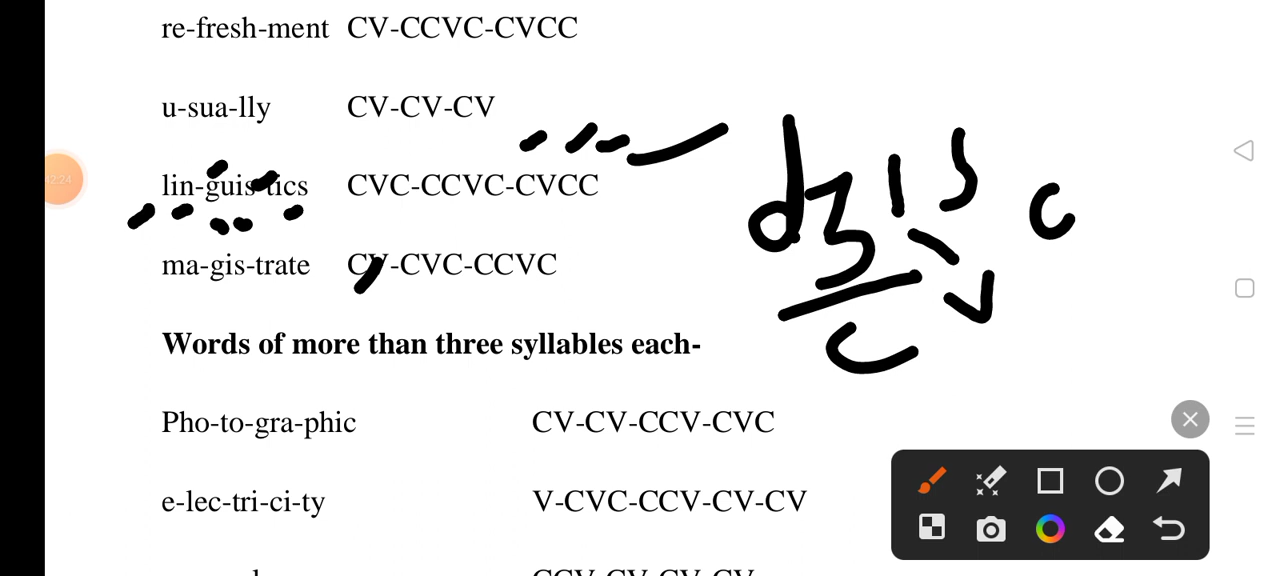 re-fresh-ment CV-CCVC-CVCC
u-sua-lly CV-CV-CV
lin-guis-tics CVC-CCVC-CVCC
ma-gis-trate CV-CVC-CCVC
dʒ I s
C V C
Words of more than three syllables each-
Pho-to-gra-phic CV-CV-CCV-CVC
e-lec-tri-ci-ty V-CVC-CCV-CV-CV